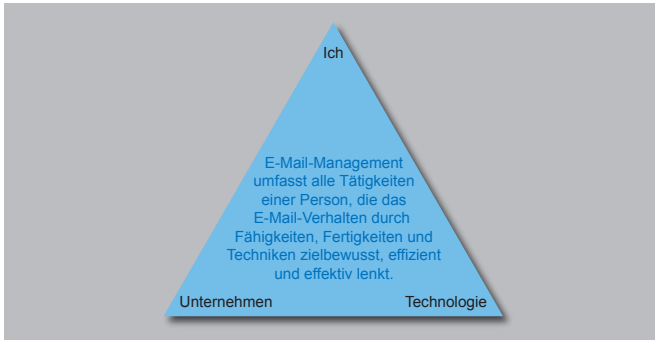 Ich
E-Mail-Management
umfasst alle Tätigkeiten
einer Person, die das
E-Mail-Verhalten durch
Fähigkeiten, Fertigkeiten und
Techniken zielbewusst, effizient
und effektiv lenkt.
Unternehmen Technologie